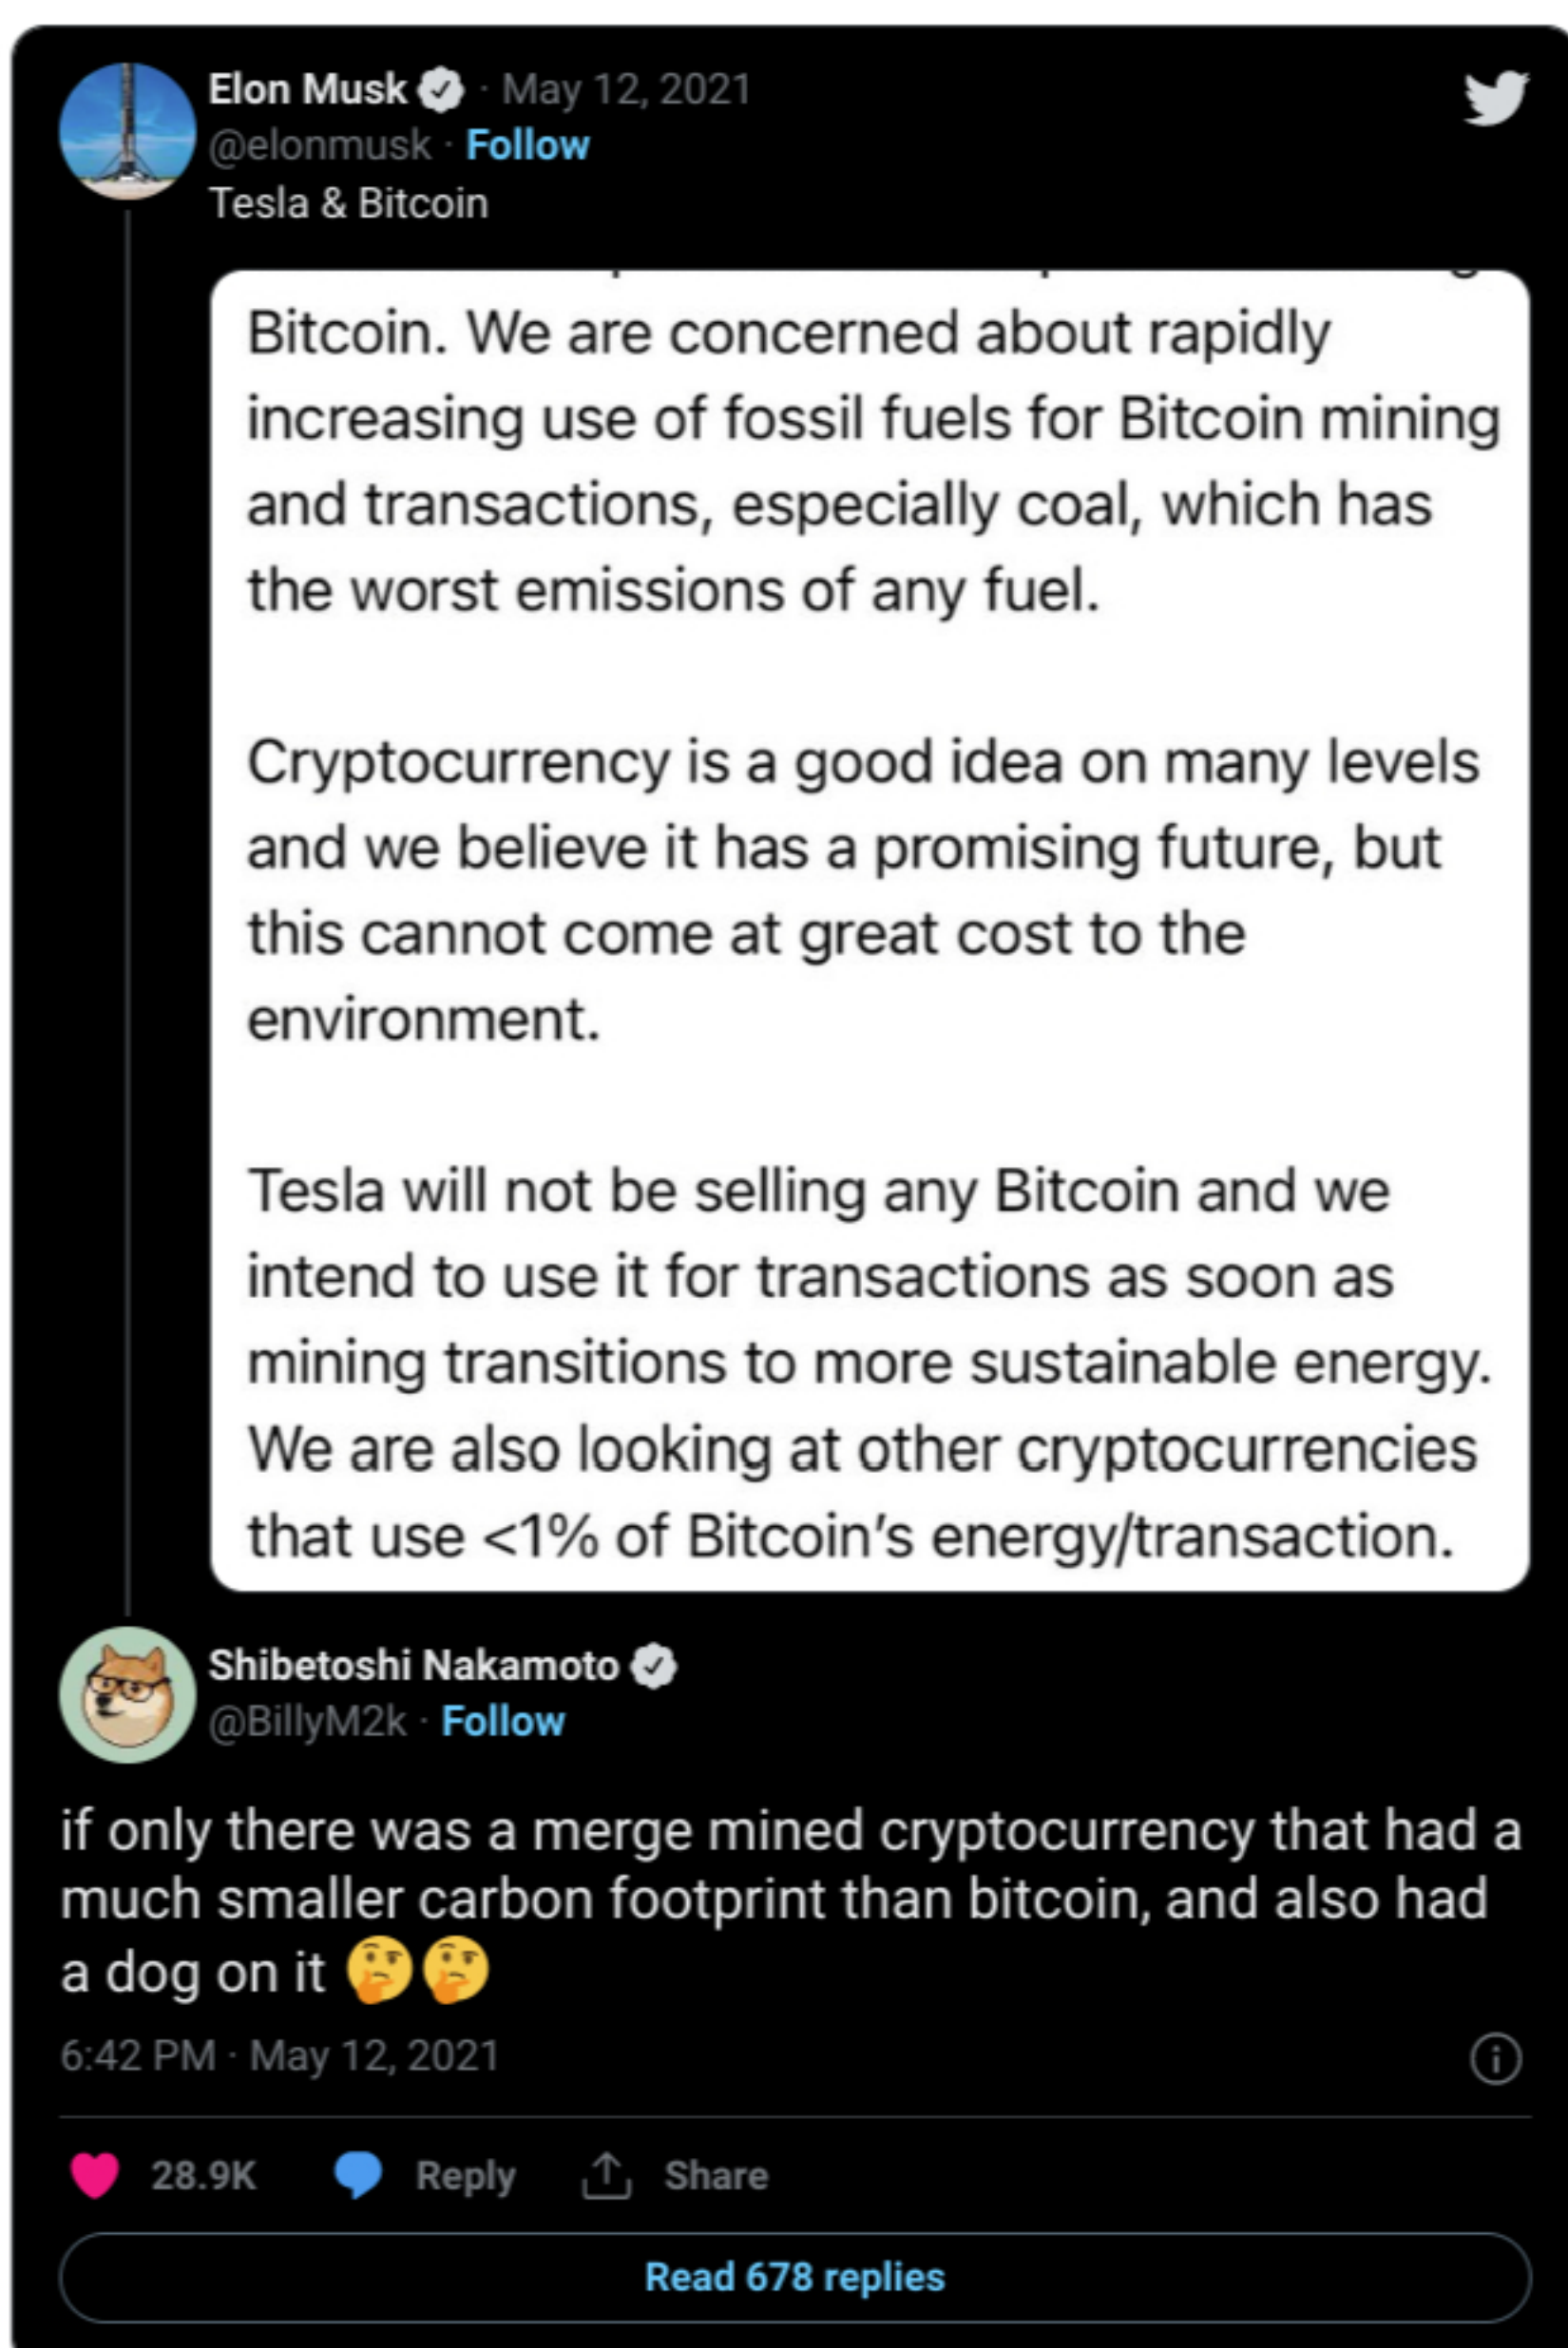 Elon Musk · May 12, 2021
@elonmusk · Follow
Tesla & Bitcoin
Bitcoin. We are concerned about rapidly
increasing use of fossil fuels for Bitcoin mining
and transactions, especially coal, which has
the worst emissions of any fuel.
Cryptocurrency is a good idea on many levels
and we believe it has a promising future, but
this cannot come at great cost to the
environment.
Tesla will not be selling any Bitcoin and we
intend to use it for transactions as soon as
mining transitions to more sustainable energy.
We are also looking at other cryptocurrencies
that use <1% of Bitcoin’s energy/transaction.
Shibetoshi Nakamoto
@BillyM2k · Follow
if only there was a merge mined cryptocurrency that had a
much smaller carbon footprint than bitcoin, and also had
a dog on it 🤔🤔
6:42 PM · May 12, 2021
28.9K Reply Share
Read 678 replies